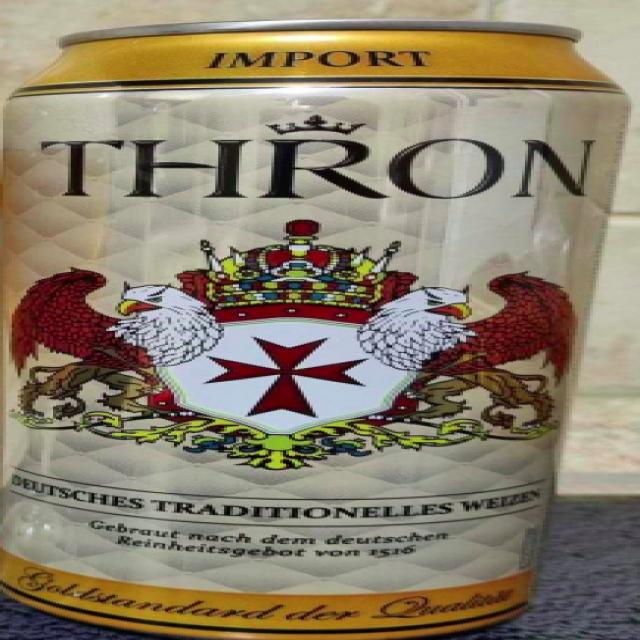 IMPORT
THRON
DEUTSCHES TRADITIONELLES WEIZEN
Gebraut nach dem deutschen
Reinheitsgebot von 1516
Goldstandard der Qualität